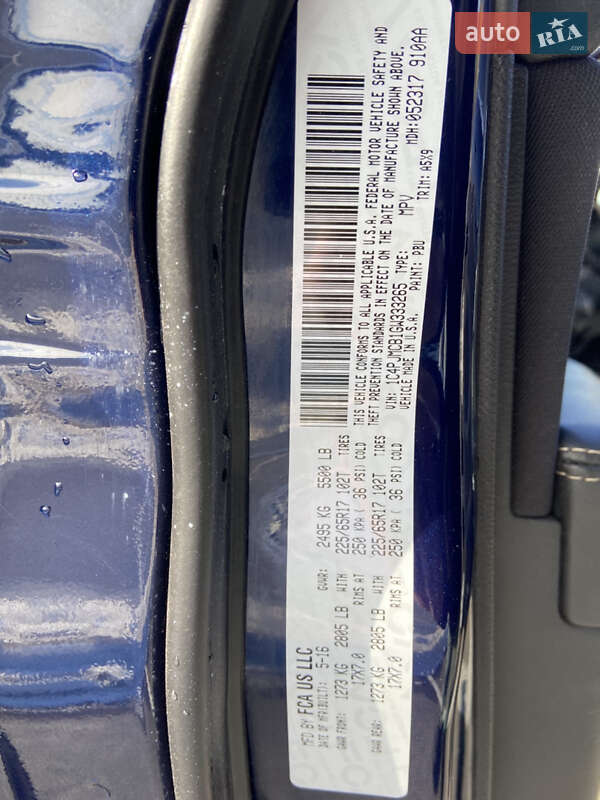 auto RIA.com
MFD BY FCA US LLC
DATE OF MFR(BUILT): 5-16 GVWR: 2495 KG 5500 LB
GAWR FRONT: 1273 KG 2805 LB WITH 225/65R17 102T TIRES
17X7.0 RIMS AT 250 KPA ( 36 PSI) COLD
GAWR REAR: 1273 KG 2805 LB WITH 225/65R17 102T TIRES
17X7.0 RIMS AT 250 KPA ( 36 PSI) COLD
THIS VEHICLE CONFORMS TO ALL APPLICABLE U.S.A. FEDERAL MOTOR VEHICLE SAFETY AND
THEFT PREVENTION STANDARDS IN EFFECT ON THE DATE OF MANUFACTURE SHOWN ABOVE.
VIN: 1C4PJMCB1GW333265 TYPE: MPV MDH:052317 910AA
VEHICLE MADE IN U.S.A. PAINT: PBU TRIM: A5X9